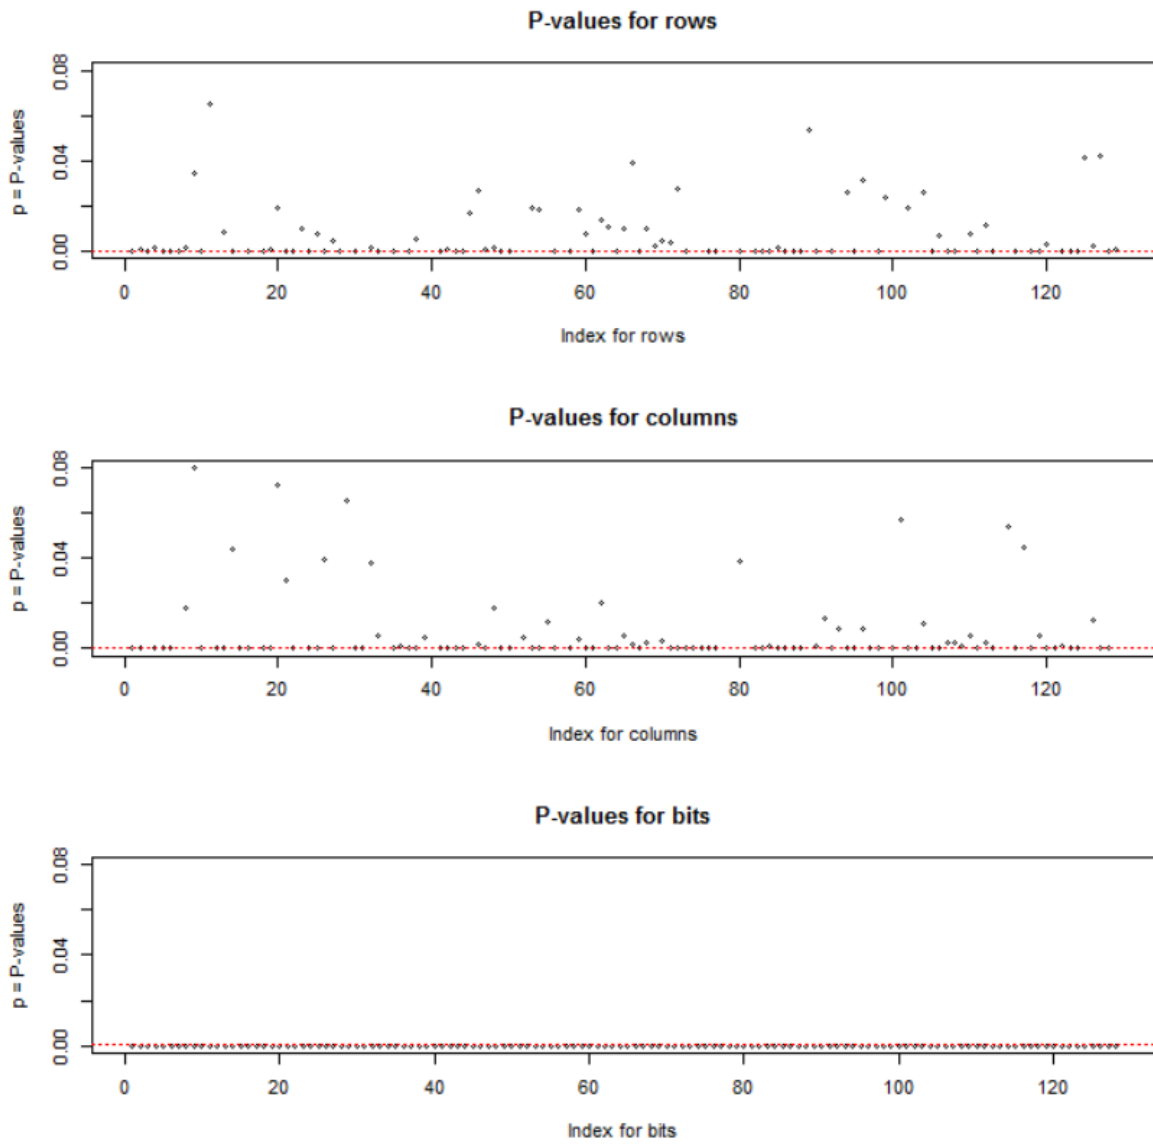 P-values for rows
p = P-values
0.00 0.04 0.08
0 20 40 60 80 100 120
Index for rows
P-values for columns
p = P-values
0.00 0.04 0.08
0 20 40 60 80 100 120
Index for columns
P-values for bits
p = P-values
0.00 0.04 0.08
0 20 40 60 80 100 120
Index for bits